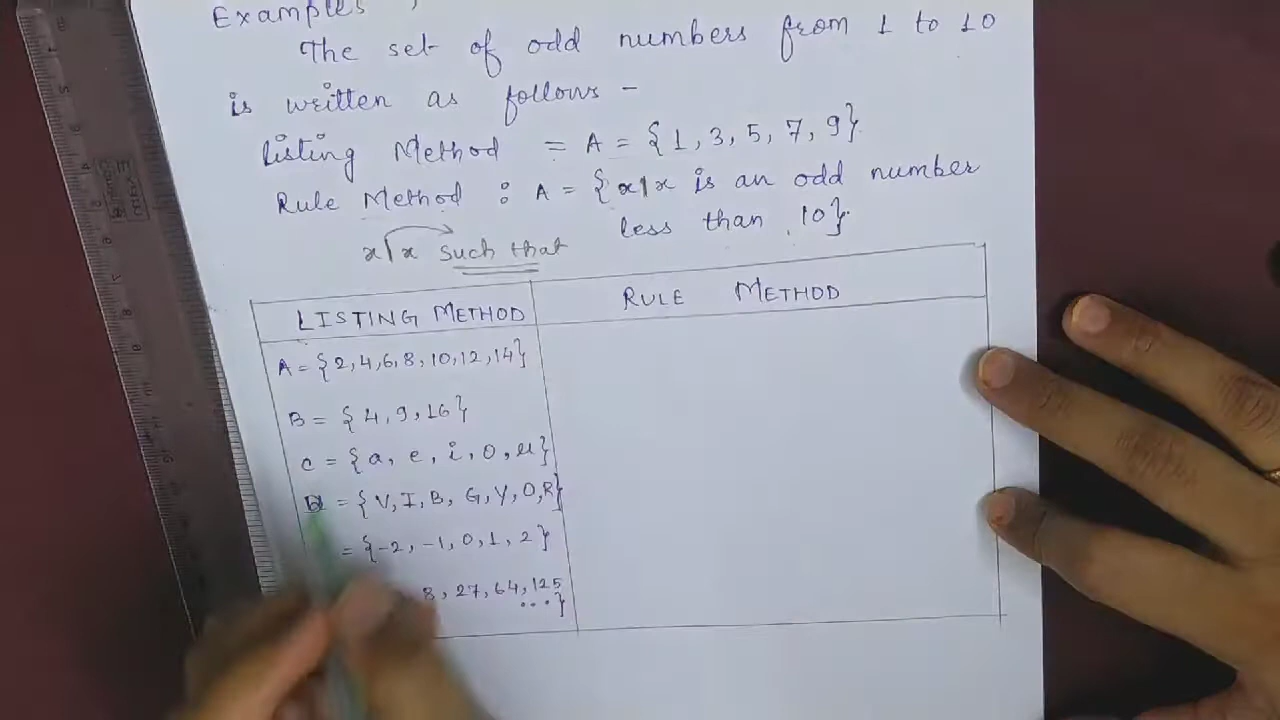 Examples,
The set of odd numbers from 1 to 10
is written as follows -
Listing Method = A = {1, 3, 5, 7, 9}.
Rule Method : A = {x|x is an odd number
less than 10}.
x|x such that
LISTING METHOD RULE METHOD
A = {2,4,6,8,10,12,14}
B = {4,9,16}
C = {a, e, i, o, u}
D = {V, I, B, G, Y, O, R}
= {-2, -1, 0, 1, 2}
8, 27, 64, 125
...}